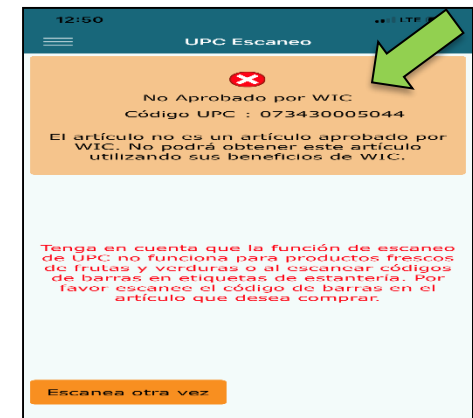 12:50
LTE
UPC Escaneo
No Aprobado por WIC
Código UPC : 073430005044
El artículo no es un artículo aprobado por
WIC. No podrá obtener este artículo
utilizando sus beneficios de WIC.
Tenga en cuenta que la función de escaneo
de UPC no funciona para productos frescos
de frutas y verduras o al escanear códigos
de barras en etiquetas de estantería. Por
favor escanee el código de barras en el
artículo que desea comprar.
Escanea otra vez